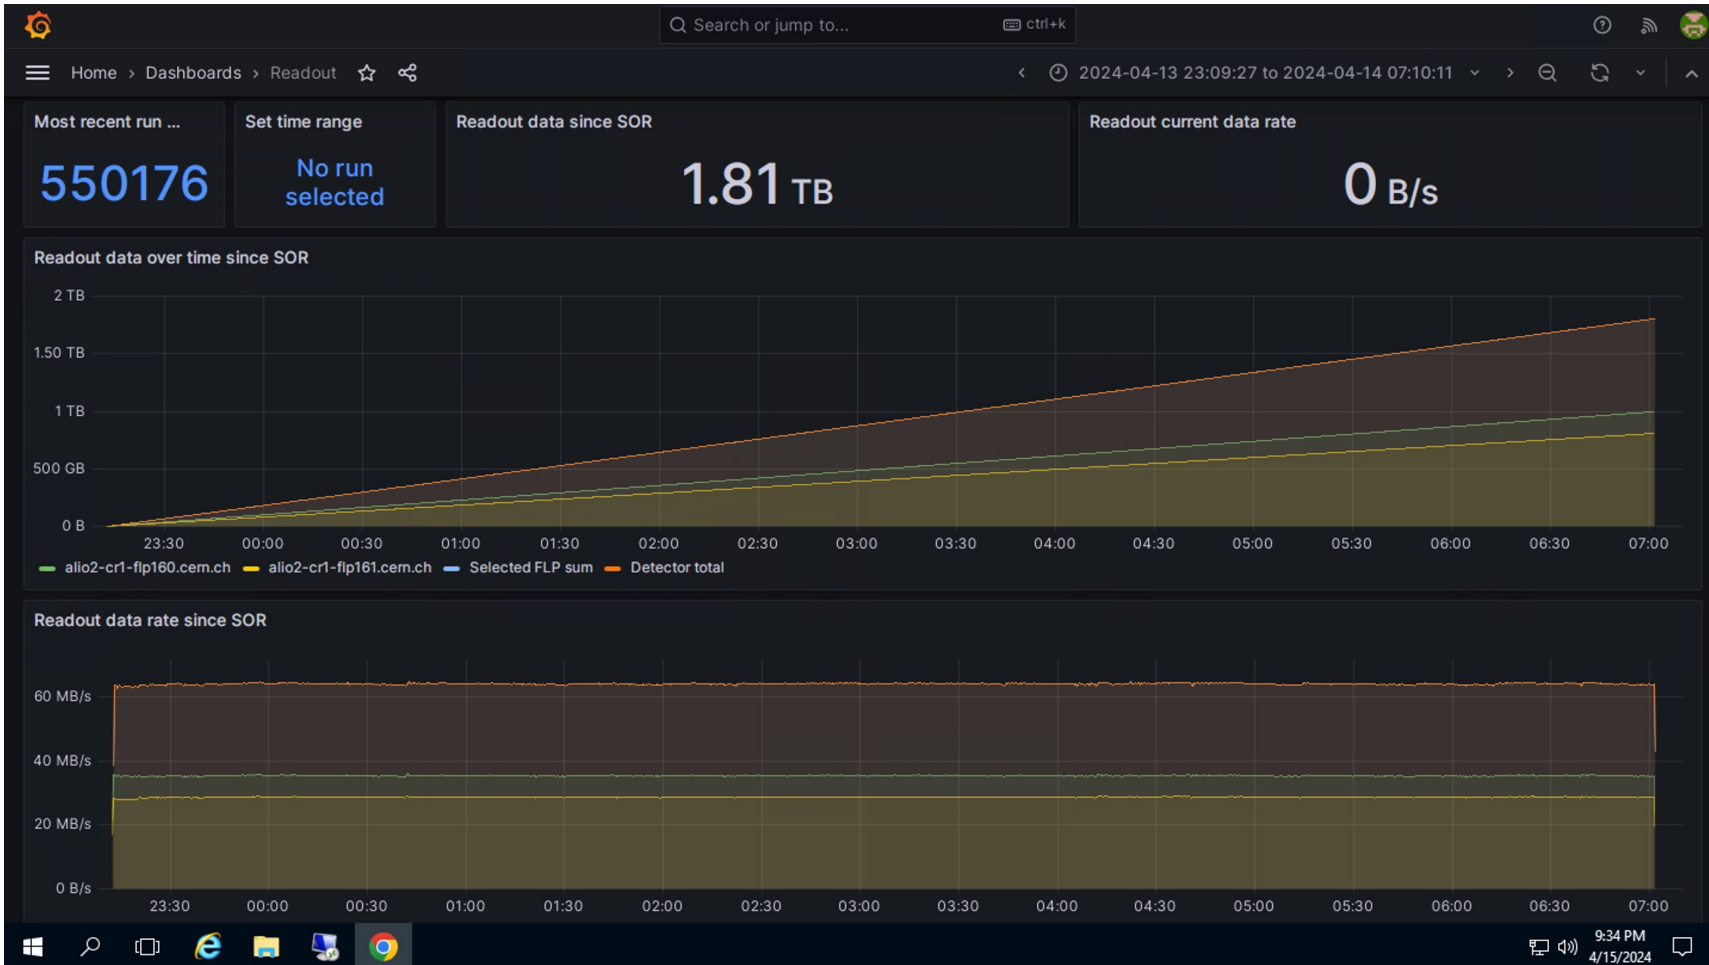 Search or jump to...
ctrl+k
Home › Dashboards › Readout
2024-04-13 23:09:27 to 2024-04-14 07:10:11
Most recent run ...
550176
Set time range
No run
selected
Readout data since SOR
1.81 TB
Readout current data rate
0 B/s
Readout data over time since SOR
2 TB
1.50 TB
1 TB
500 GB
0 B
23:30 00:00 00:30 01:00 01:30 02:00 02:30 03:00 03:30 04:00 04:30 05:00 05:30 06:00 06:30 07:00
alio2-cr1-flp160.cern.ch alio2-cr1-flp161.cern.ch Selected FLP sum Detector total
Readout data rate since SOR
60 MB/s
40 MB/s
20 MB/s
0 B/s
23:30 00:00 00:30 01:00 01:30 02:00 02:30 03:00 03:30 04:00 04:30 05:00 05:30 06:00 06:30 07:00
9:34 PM
4/15/2024